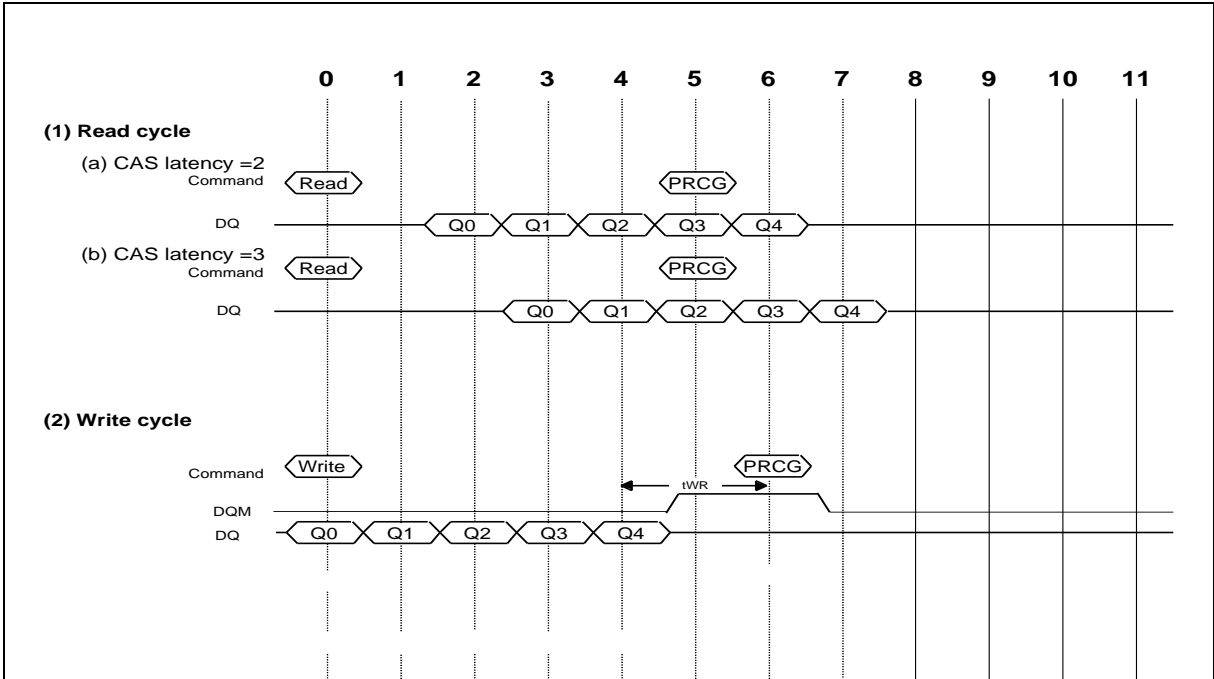 0 1 2 3 4 5 6 7 8 9 10 11
(1) Read cycle
(a) CAS latency =2
Command Read PRCG
DQ Q0 Q1 Q2 Q3 Q4
(b) CAS latency =3
Command Read PRCG
DQ Q0 Q1 Q2 Q3 Q4
(2) Write cycle
Command Write PRCG
tWR
DQM
DQ Q0 Q1 Q2 Q3 Q4